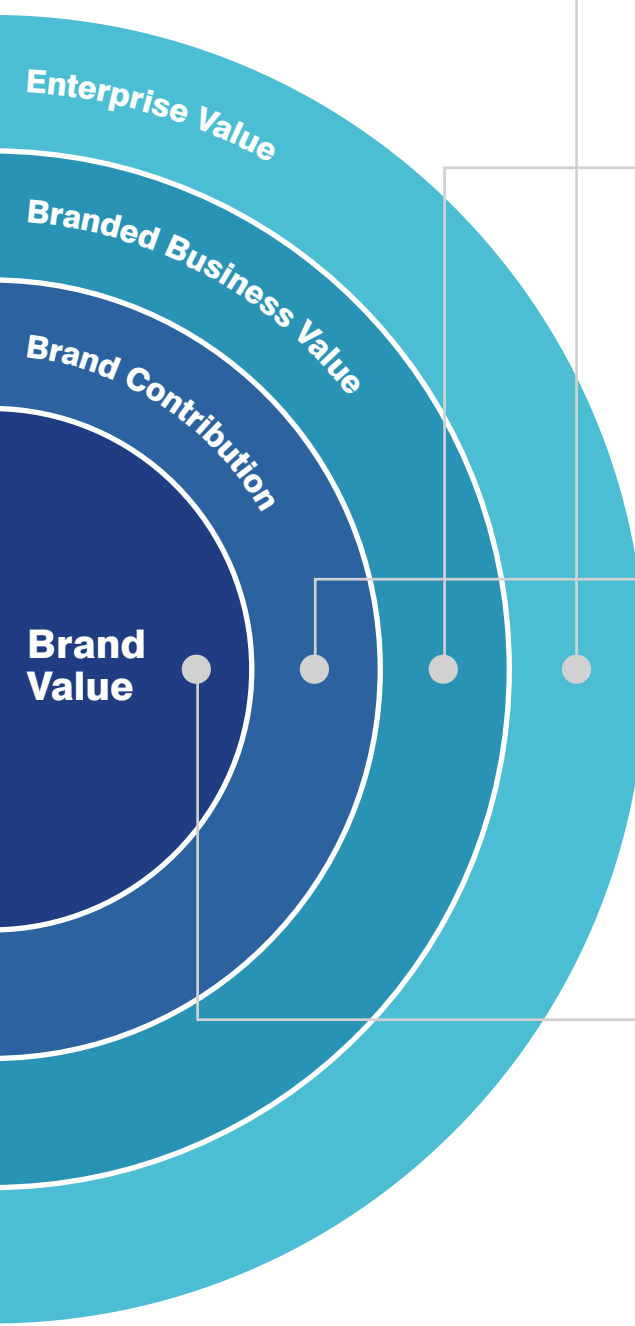 Enterprise Value
Branded Business Value
Brand Contribution
Brand
Value